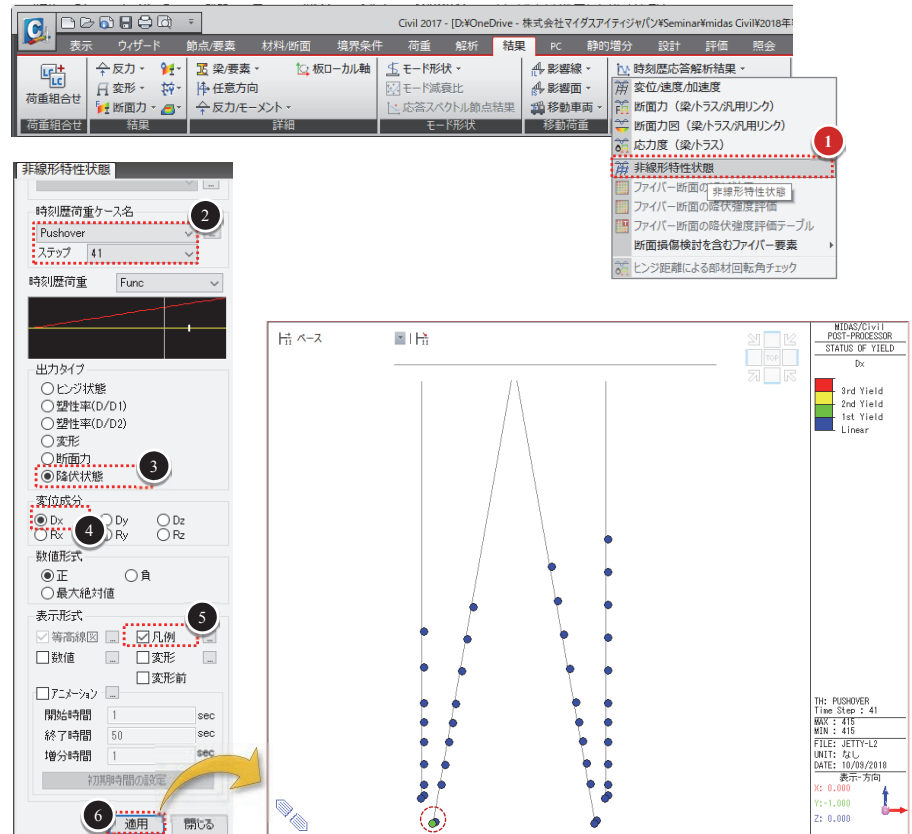 Civil 2017 - [D:¥OneDrive - 株式会社マイダスアイティジャパン¥Seminar¥midas Civil¥2018年
表示 ウィザード 節点/要素 材料/断面 境界条件 荷重 解析 結果 PC 静的増分 設計 評価 照会
荷重組合せ
反力 梁/要素 板ローカル軸 モード形状 影響線 時刻歴応答解析結果
変形 任意方向 モード減衰比 影響面
断面力 反力/モーメント 応答スペクトル節点結果 移動車両
荷重組合せ 結果 詳細 モード形状 移動荷重
変位/速度/加速度
断面力 (梁/トラス/汎用リンク)
断面力図 (梁/トラス/汎用リンク)
応力度 (梁/トラス)
1
非線形特性状態
ファイバー断面の
非線形特性状態
ファイバー断面の降伏強度評価
ファイバー断面の降伏強度評価テーブル
断面損傷検討を含むファイバー要素
ヒンジ距離による部材回転角チェック
非線形特性状態
時刻歴荷重ケース名
2
Pushover
ステップ 41
時刻歴荷重 Func
出力タイプ
ヒンジ状態
塑性率(D/D1)
塑性率(D/D2)
変形
断面力
降伏状態
3
変位成分
Dx Dy Dz
Rx Ry Rz
4
数値形式
正 負
最大絶対値
表示形式
5
等高線図 ... 凡例 ...
数値 ... 変形 ...
変形前
アニメーション ...
開始時間 1 sec
終了時間 50 sec
増分時間 1 sec
初期時間の設定
6
適用 閉じる
ベース
TOP
MIDAS/Civil
POST-PROCESSOR
STATUS OF YIELD
Dx
3rd Yield
2nd Yield
1st Yield
Linear
TH: PUSHOVER
Time Step : 41
MAX : 415
MIN : 415
FILE: JETTY-L2
UNIT: なし
DATE: 10/09/2018
表示-方向
X: 0.000
Y:-1.000
Z: 0.000